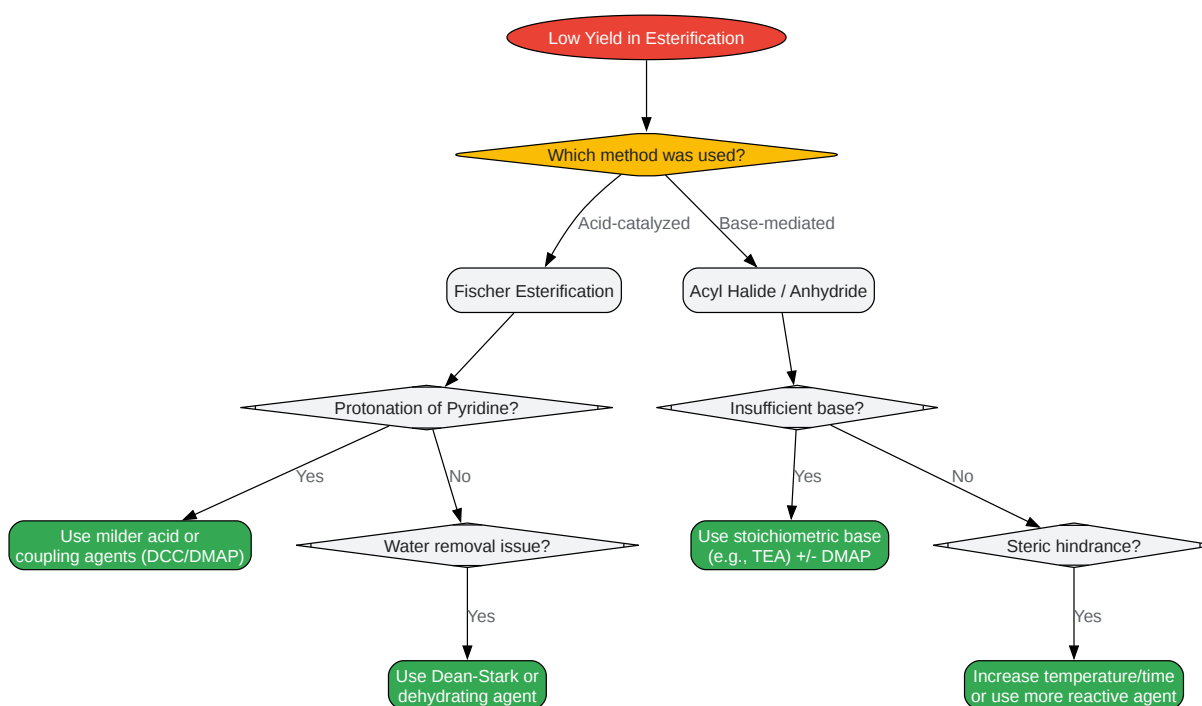 Low Yield in Esterification
Which method was used?
Acid-catalyzed
Base-mediated
Fischer Esterification
Acyl Halide / Anhydride
Protonation of Pyridine?
Insufficient base?
Yes
No
Yes
No
Use milder acid or
coupling agents (DCC/DMAP)
Water removal issue?
Use stoichiometric base
(e.g., TEA) +/- DMAP
Steric hindrance?
Yes
Yes
Use Dean-Stark or
dehydrating agent
Increase temperature/time
or use more reactive agent